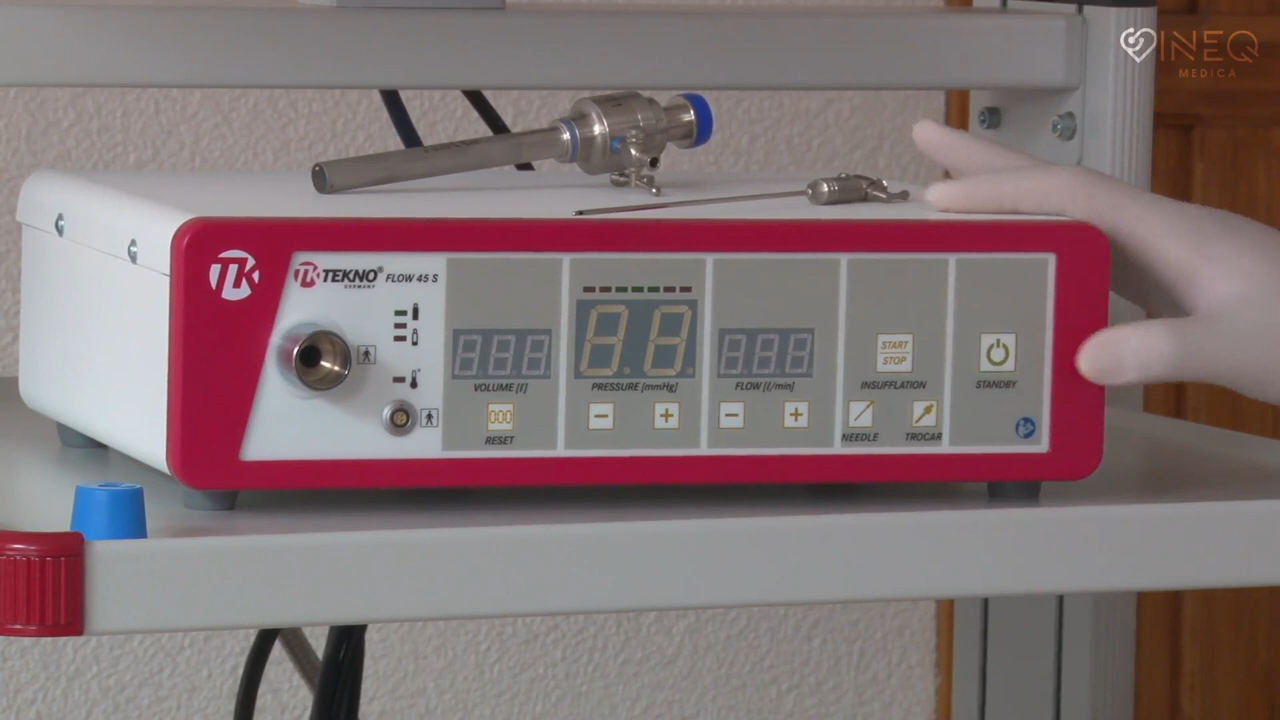 INEQ
MEDICA
TK
TK TEKNO® FLOW 45 S
GERMANY
VOLUME [ℓ]
PRESSURE [mmHg]
FLOW [ℓ/min]
START
STOP
INSUFFLATION
STANDBY
000
RESET
NEEDLE
TROCAR